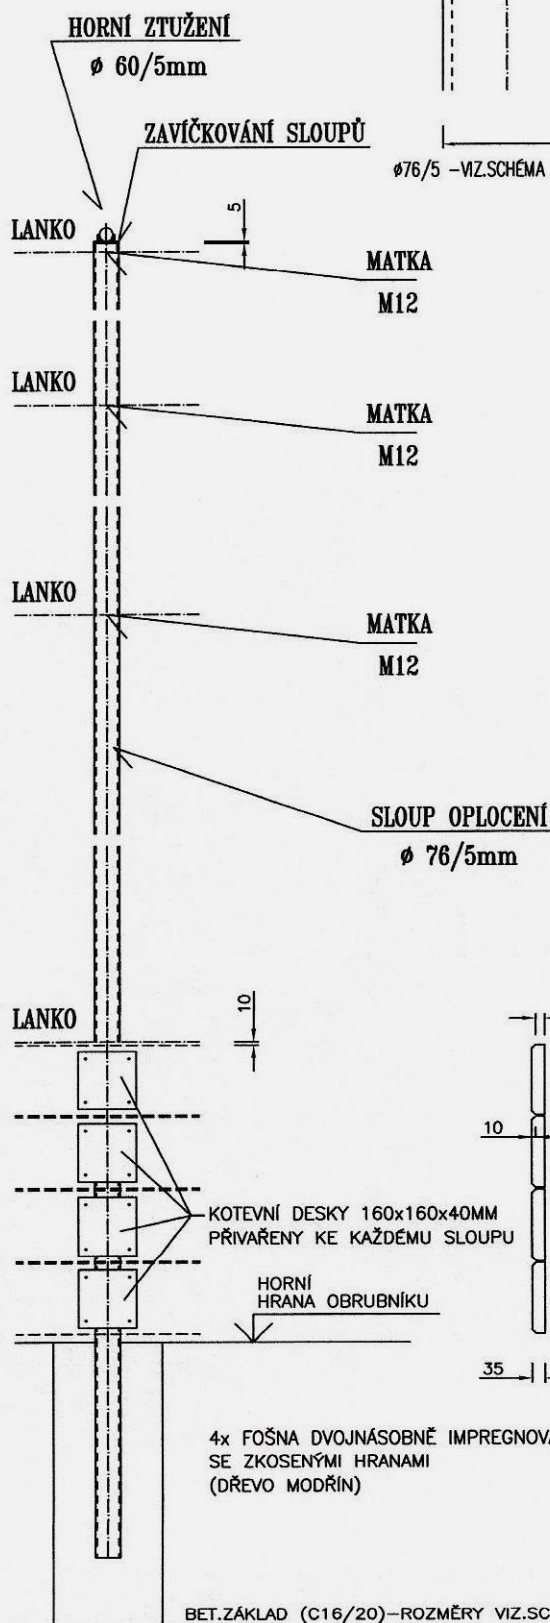 HORNÍ ZTUŽENÍ
ø 60/5mm
ZAVÍČKOVÁNÍ SLOUPŮ
ø76/5 -VIZ.SCHÉMA
5
LANKO
MATKA
M12
LANKO
MATKA
M12
LANKO
MATKA
M12
SLOUP OPLOCENÍ
ø 76/5mm
10
LANKO
10
KOTEVNÍ DESKY 160x160x40MM
PŘIVAŘENY KE KAŽDÉMU SLOUPU
HORNÍ
HRANA OBRUBNÍKU
35
4x FOŠNA DVOJNÁSOBNĚ IMPREGNOVA
SE ZKOSENÝMI HRANAMI
(DŘEVO MODŘÍN)
BET.ZÁKLAD (C16/20)-ROZMĚRY VIZ.SC